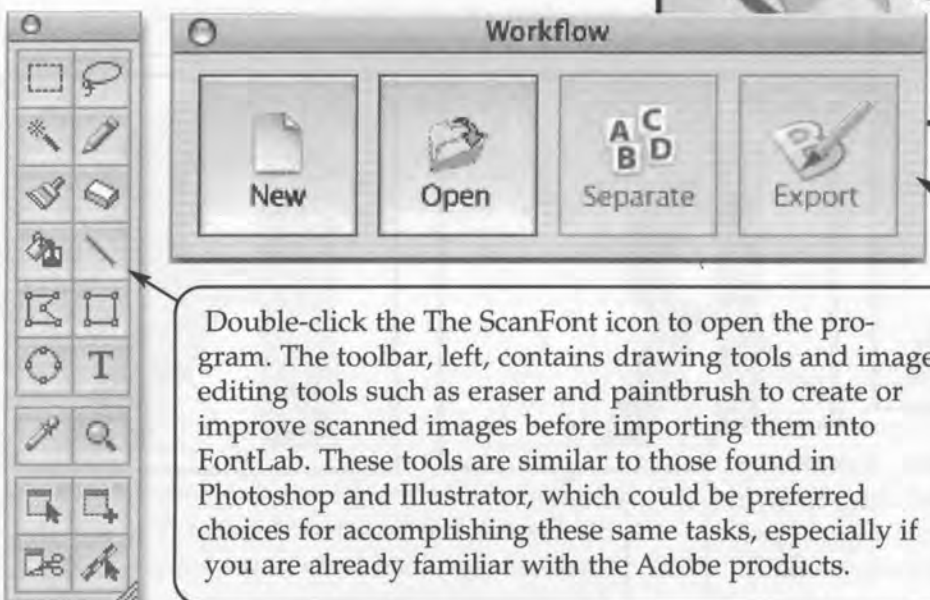 Workflow
New Open Separate Export
A C
B D
B
T
Double-click the The ScanFont icon to open the pro-
gram. The toolbar, left, contains drawing tools and image
editing tools such as eraser and paintbrush to create or
improve scanned images before importing them into
FontLab. These tools are similar to those found in
Photoshop and Illustrator, which could be preferred
choices for accomplishing these same tasks, especially if
you are already familiar with the Adobe products.